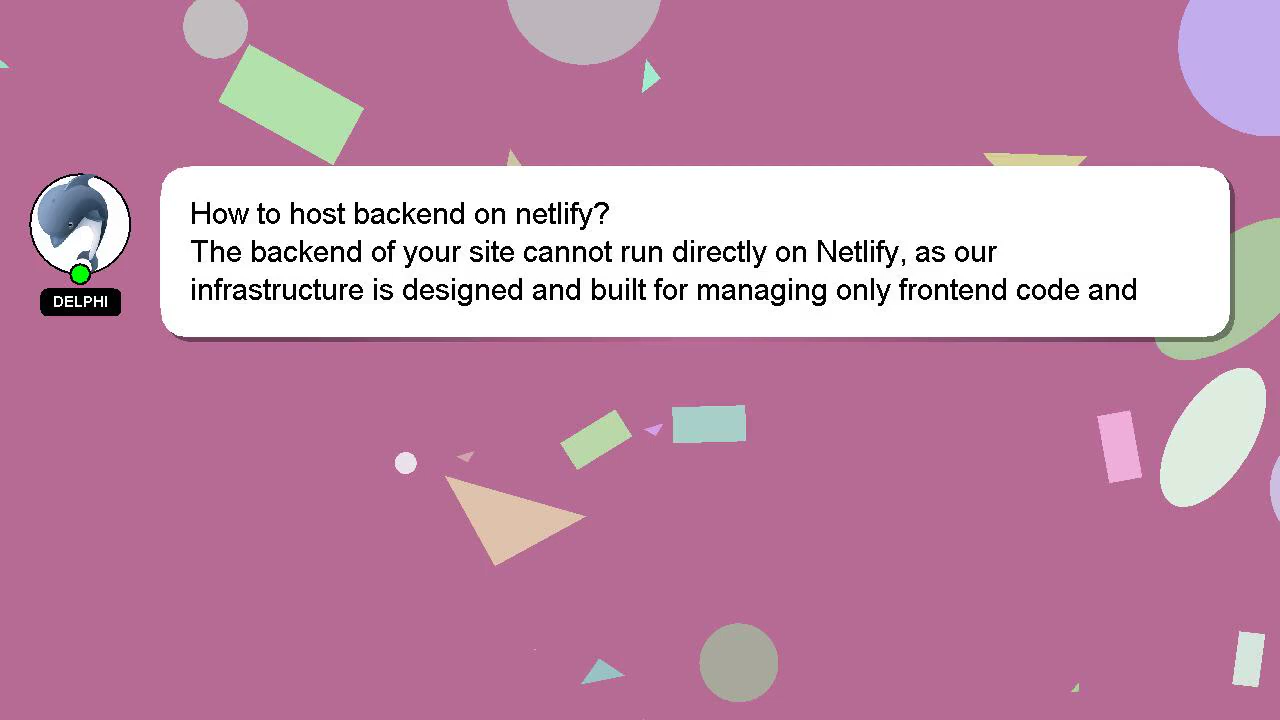 How to host backend on netlify?
The backend of your site cannot run directly on Netlify, as our
infrastructure is designed and built for managing only frontend code and
DELPHI